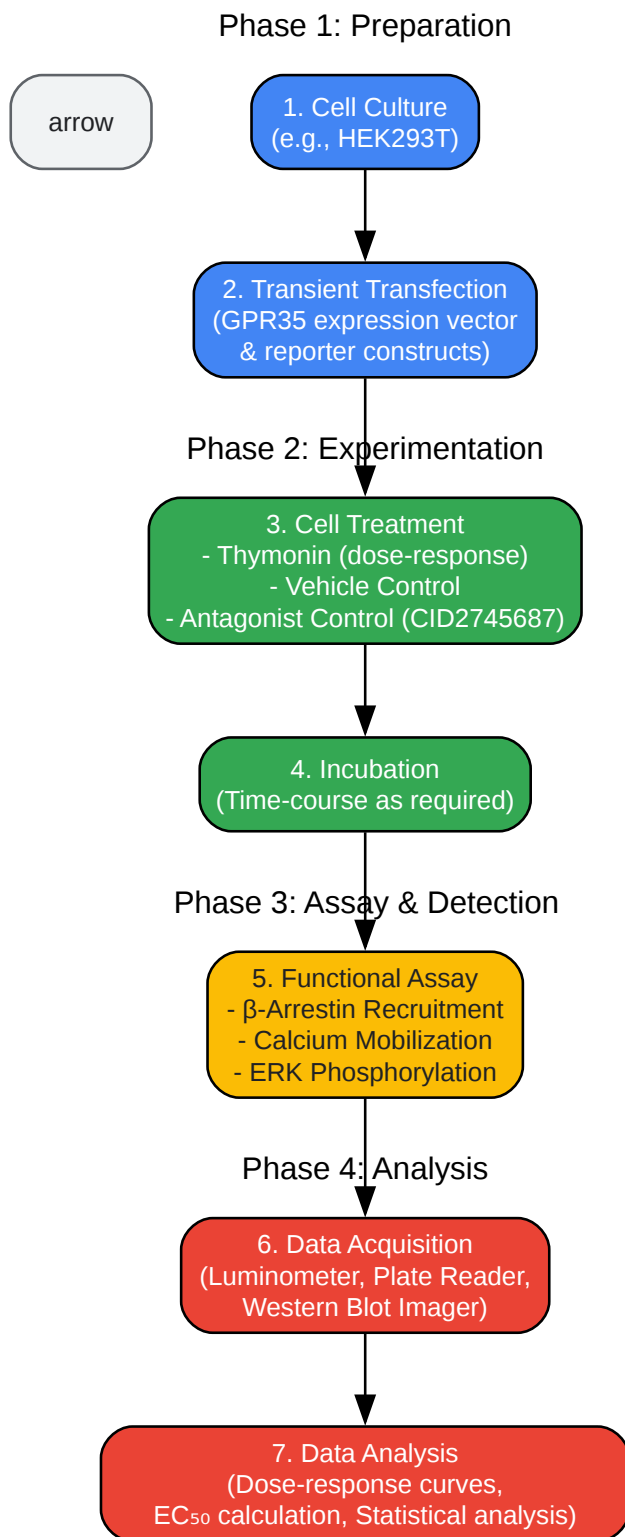 Phase 1: Preparation
arrow
1. Cell Culture
(e.g., HEK293T)
2. Transient Transfection
(GPR35 expression vector
& reporter constructs)
Phase 2: Experimentation
3. Cell Treatment
- Thymonin (dose-response)
- Vehicle Control
- Antagonist Control (CID2745687)
4. Incubation
(Time-course as required)
Phase 3: Assay & Detection
5. Functional Assay
- β-Arrestin Recruitment
- Calcium Mobilization
- ERK Phosphorylation
Phase 4: Analysis
6. Data Acquisition
(Luminometer, Plate Reader,
Western Blot Imager)
7. Data Analysis
(Dose-response curves,
EC₅₀ calculation, Statistical analysis)